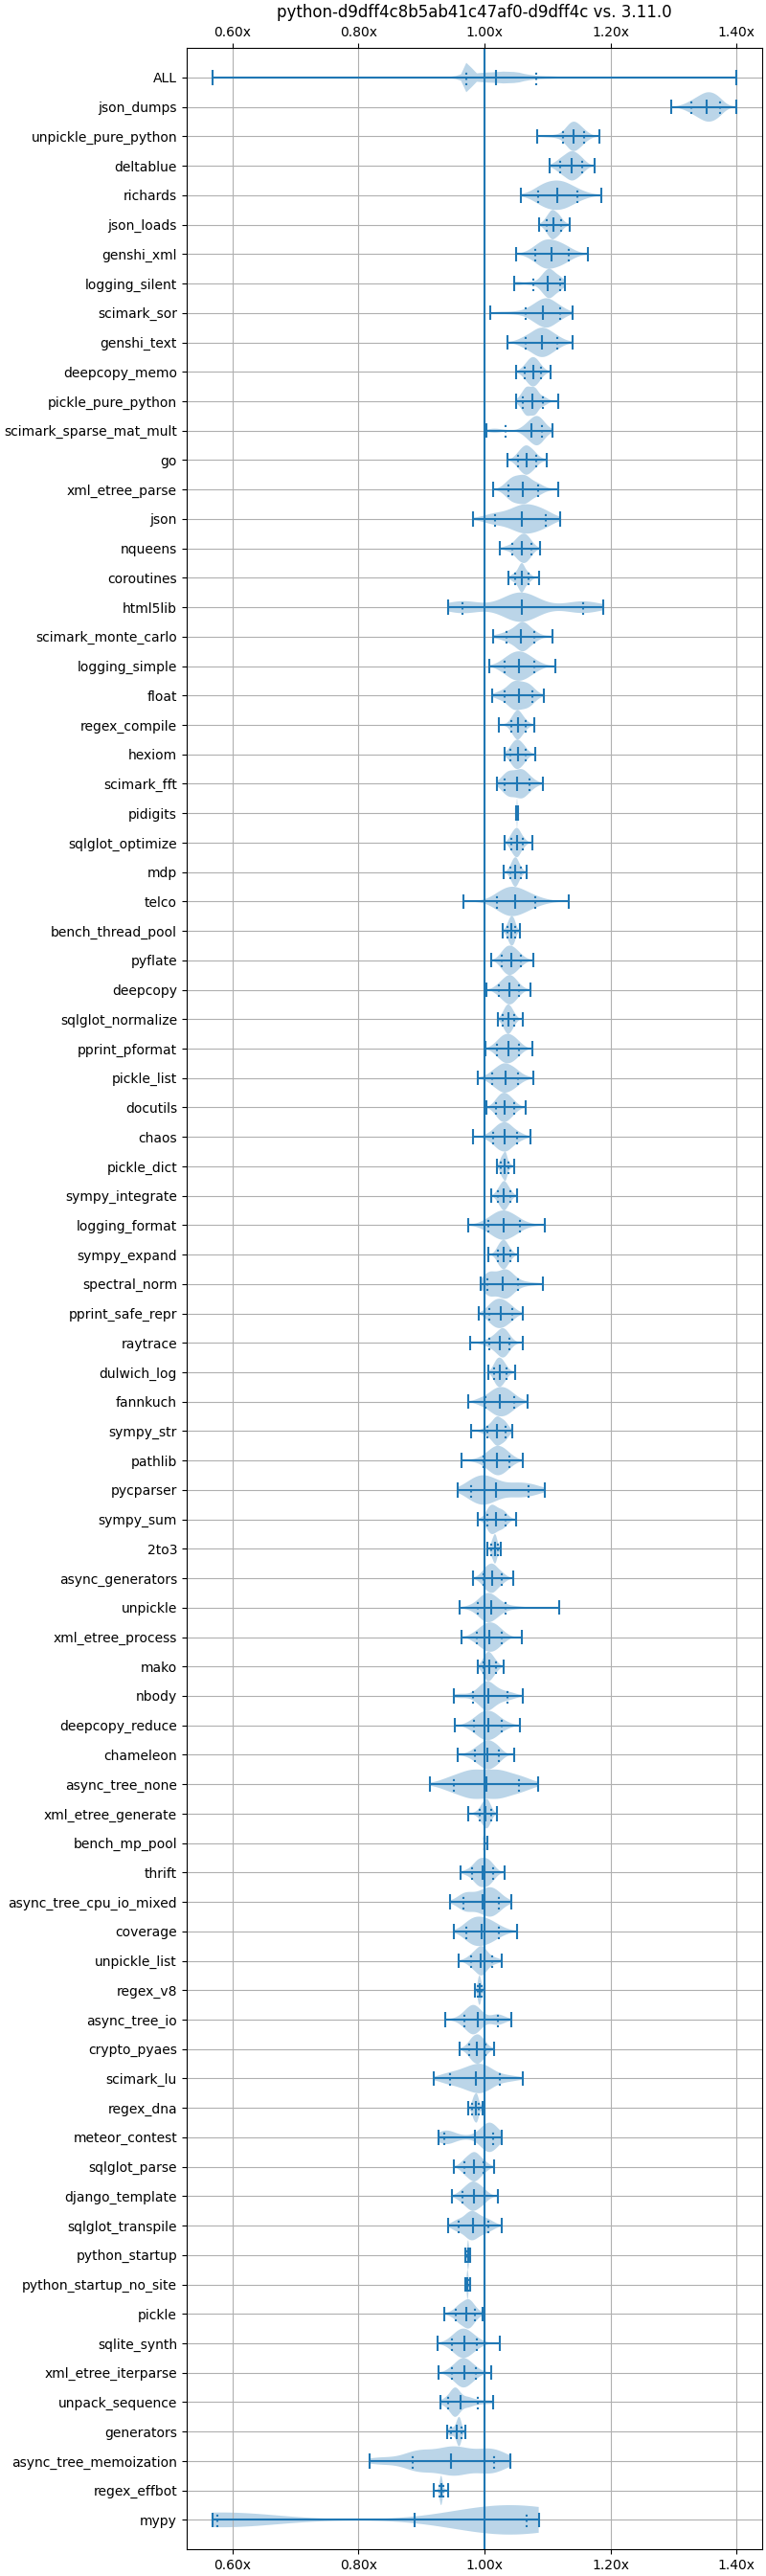 python-d9dff4c8b5ab41c47af0-d9dff4c vs. 3.11.0
0.60x 0.80x 1.00x 1.20x 1.40x
ALL
json_dumps
unpickle_pure_python
deltablue
richards
json_loads
genshi_xml
logging_silent
scimark_sor
genshi_text
deepcopy_memo
pickle_pure_python
scimark_sparse_mat_mult
go
xml_etree_parse
json
nqueens
coroutines
html5lib
scimark_monte_carlo
logging_simple
float
regex_compile
hexiom
scimark_fft
pidigits
sqlglot_optimize
mdp
telco
bench_thread_pool
pyflate
deepcopy
sqlglot_normalize
pprint_pformat
pickle_list
docutils
chaos
pickle_dict
sympy_integrate
logging_format
sympy_expand
spectral_norm
pprint_safe_repr
raytrace
dulwich_log
fannkuch
sympy_str
pathlib
pycparser
sympy_sum
2to3
async_generators
unpickle
xml_etree_process
mako
nbody
deepcopy_reduce
chameleon
async_tree_none
xml_etree_generate
bench_mp_pool
thrift
async_tree_cpu_io_mixed
coverage
unpickle_list
regex_v8
async_tree_io
crypto_pyaes
scimark_lu
regex_dna
meteor_contest
sqlglot_parse
django_template
sqlglot_transpile
python_startup
python_startup_no_site
pickle
sqlite_synth
xml_etree_iterparse
unpack_sequence
generators
async_tree_memoization
regex_effbot
mypy
0.60x 0.80x 1.00x 1.20x 1.40x